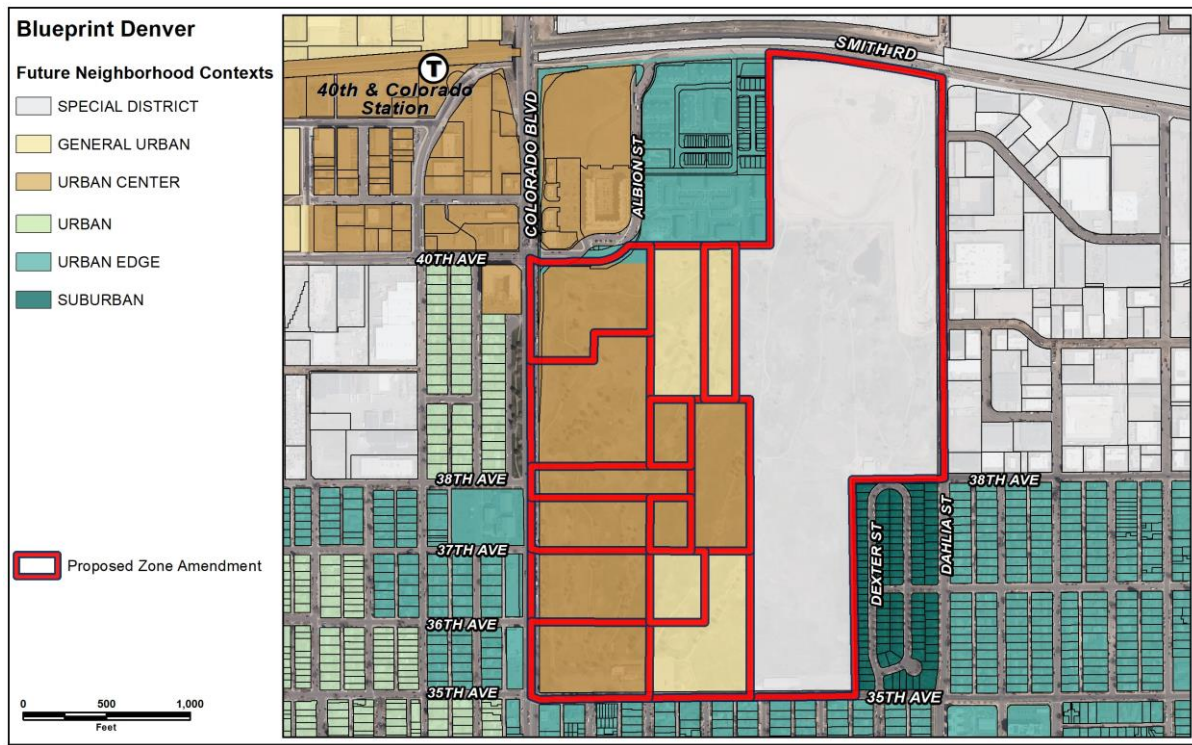 Blueprint Denver
Future Neighborhood Contexts
SPECIAL DISTRICT
GENERAL URBAN
URBAN CENTER
URBAN
URBAN EDGE
SUBURBAN
Proposed Zone Amendment
0 500 1,000
Feet
SMITH RD
T
40th & Colorado
Station
COLORADO BLVD
ALBION ST
40TH AVE
38TH AVE
38TH AVE
37TH AVE
DEXTER ST
DAHLIA ST
36TH AVE
35TH AVE
35TH AVE